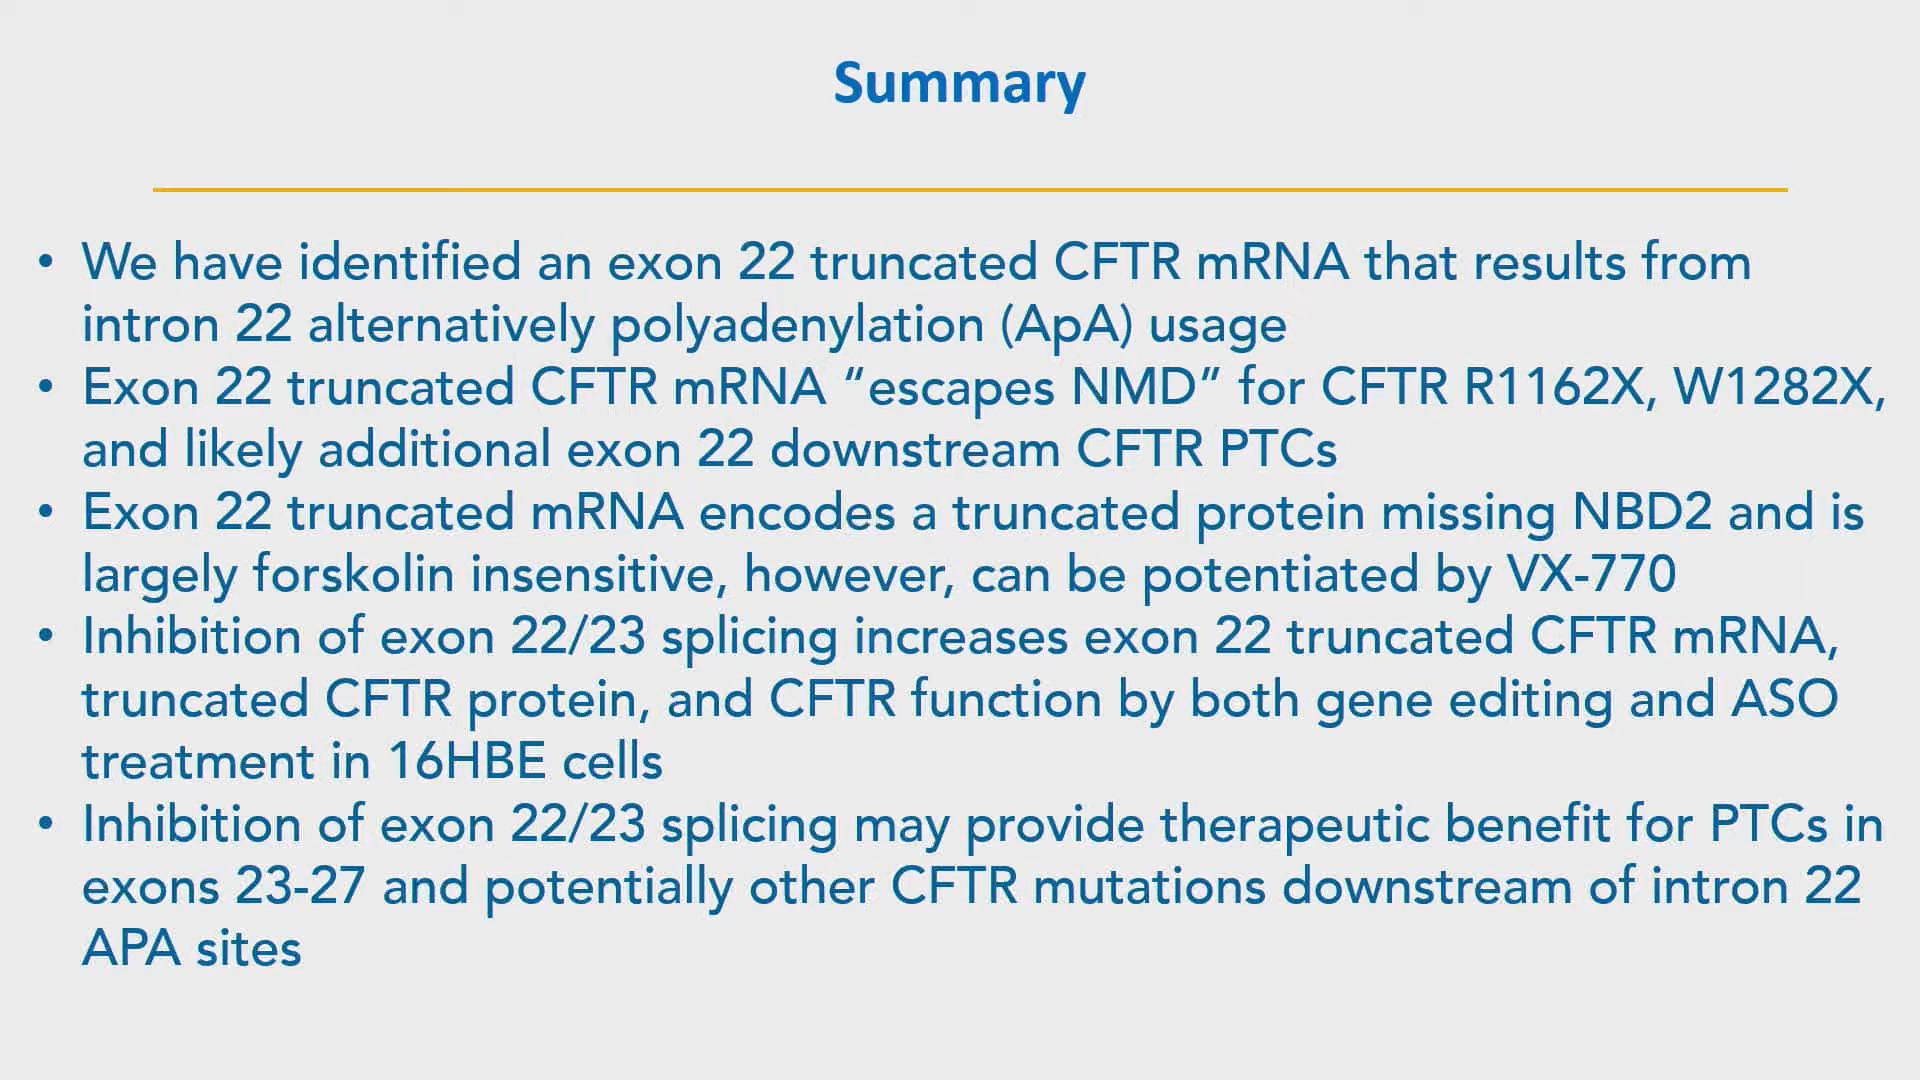 Summary
• We have identified an exon 22 truncated CFTR mRNA that results from
intron 22 alternatively polyadenylation (ApA) usage
• Exon 22 truncated CFTR mRNA “escapes NMD” for CFTR R1162X, W1282X,
and likely additional exon 22 downstream CFTR PTCs
• Exon 22 truncated mRNA encodes a truncated protein missing NBD2 and is
largely forskolin insensitive, however, can be potentiated by VX-770
• Inhibition of exon 22/23 splicing increases exon 22 truncated CFTR mRNA,
truncated CFTR protein, and CFTR function by both gene editing and ASO
treatment in 16HBE cells
• Inhibition of exon 22/23 splicing may provide therapeutic benefit for PTCs in
exons 23-27 and potentially other CFTR mutations downstream of intron 22
APA sites